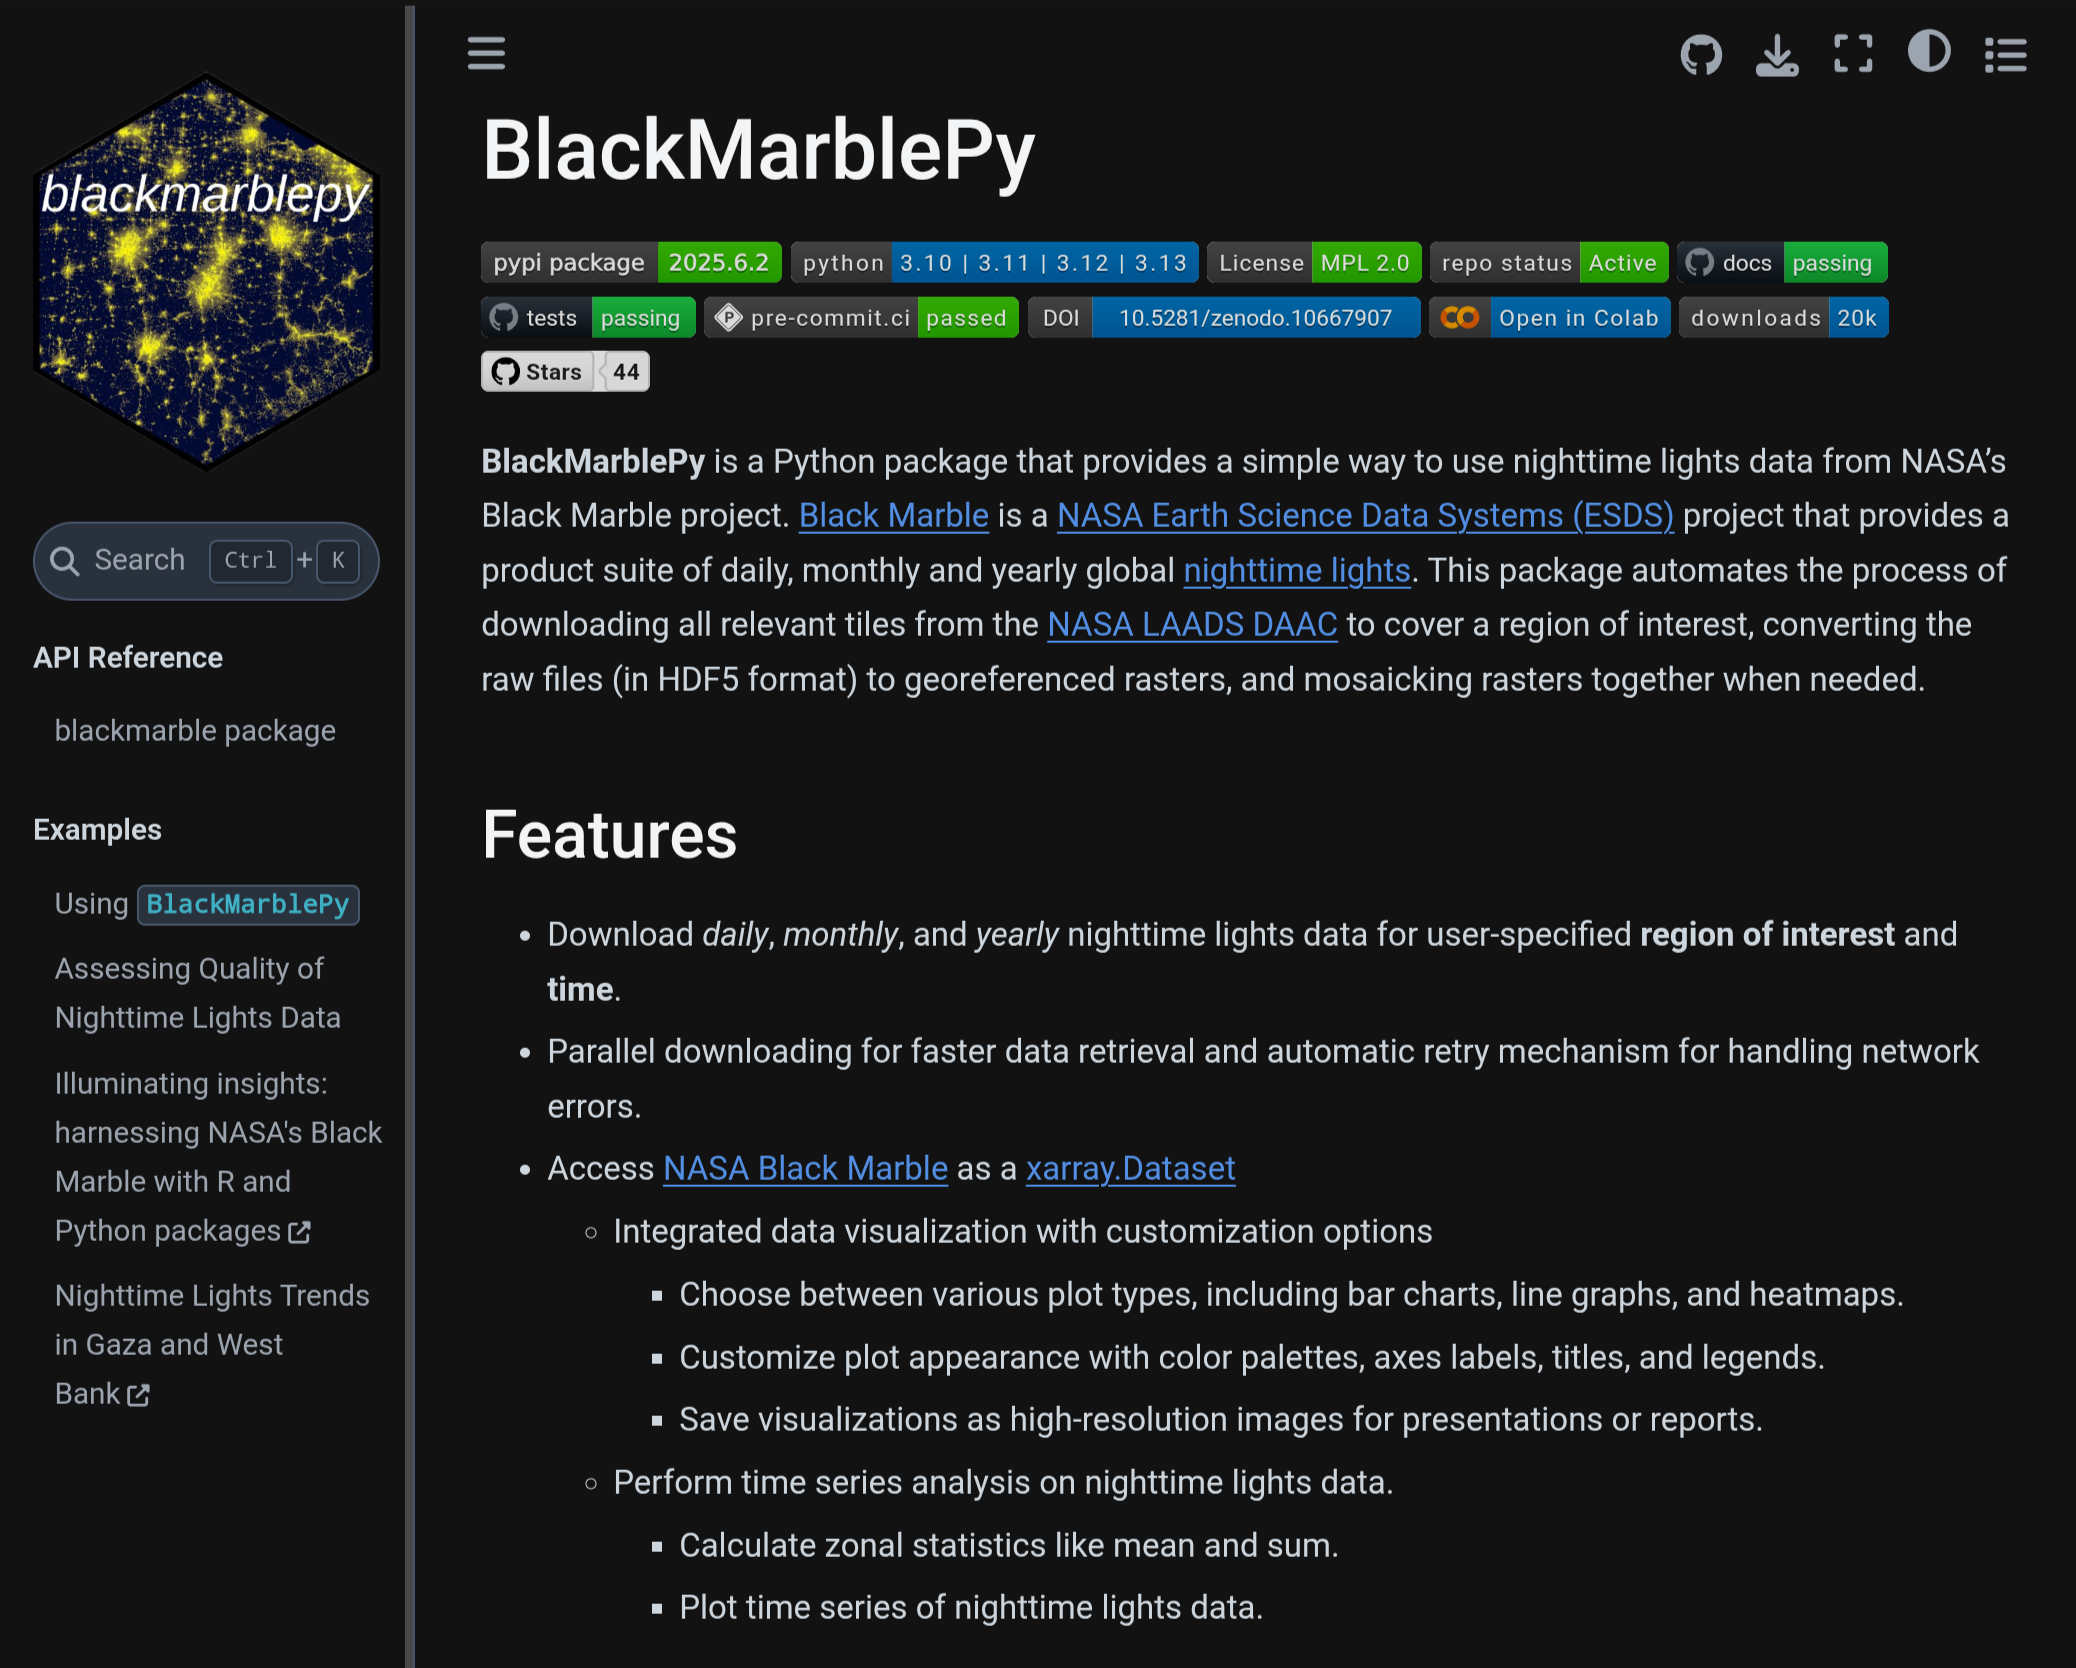 blackmarblepy
Search Ctrl + K
API Reference
blackmarble package
Examples
Using BlackMarblePy
Assessing Quality of
Nighttime Lights Data
Illuminating insights:
harnessing NASA's Black
Marble with R and
Python packages
Nighttime Lights Trends
in Gaza and West
Bank
BlackMarblePy
pypi package 2025.6.2 python 3.10 | 3.11 | 3.12 | 3.13 License MPL 2.0 repo status Active docs passing
tests passing pre-commit.ci passed DOI 10.5281/zenodo.10667907 Open in Colab downloads 20k
Stars 44
BlackMarblePy is a Python package that provides a simple way to use nighttime lights data from NASA’s
Black Marble project. Black Marble is a NASA Earth Science Data Systems (ESDS) project that provides a
product suite of daily, monthly and yearly global nighttime lights. This package automates the process of
downloading all relevant tiles from the NASA LAADS DAAC to cover a region of interest, converting the
raw files (in HDF5 format) to georeferenced rasters, and mosaicking rasters together when needed.
Features
• Download daily, monthly, and yearly nighttime lights data for user-specified region of interest and
time.
• Parallel downloading for faster data retrieval and automatic retry mechanism for handling network
errors.
• Access NASA Black Marble as a xarray.Dataset
◦ Integrated data visualization with customization options
▪ Choose between various plot types, including bar charts, line graphs, and heatmaps.
▪ Customize plot appearance with color palettes, axes labels, titles, and legends.
▪ Save visualizations as high-resolution images for presentations or reports.
◦ Perform time series analysis on nighttime lights data.
▪ Calculate zonal statistics like mean and sum.
▪ Plot time series of nighttime lights data.